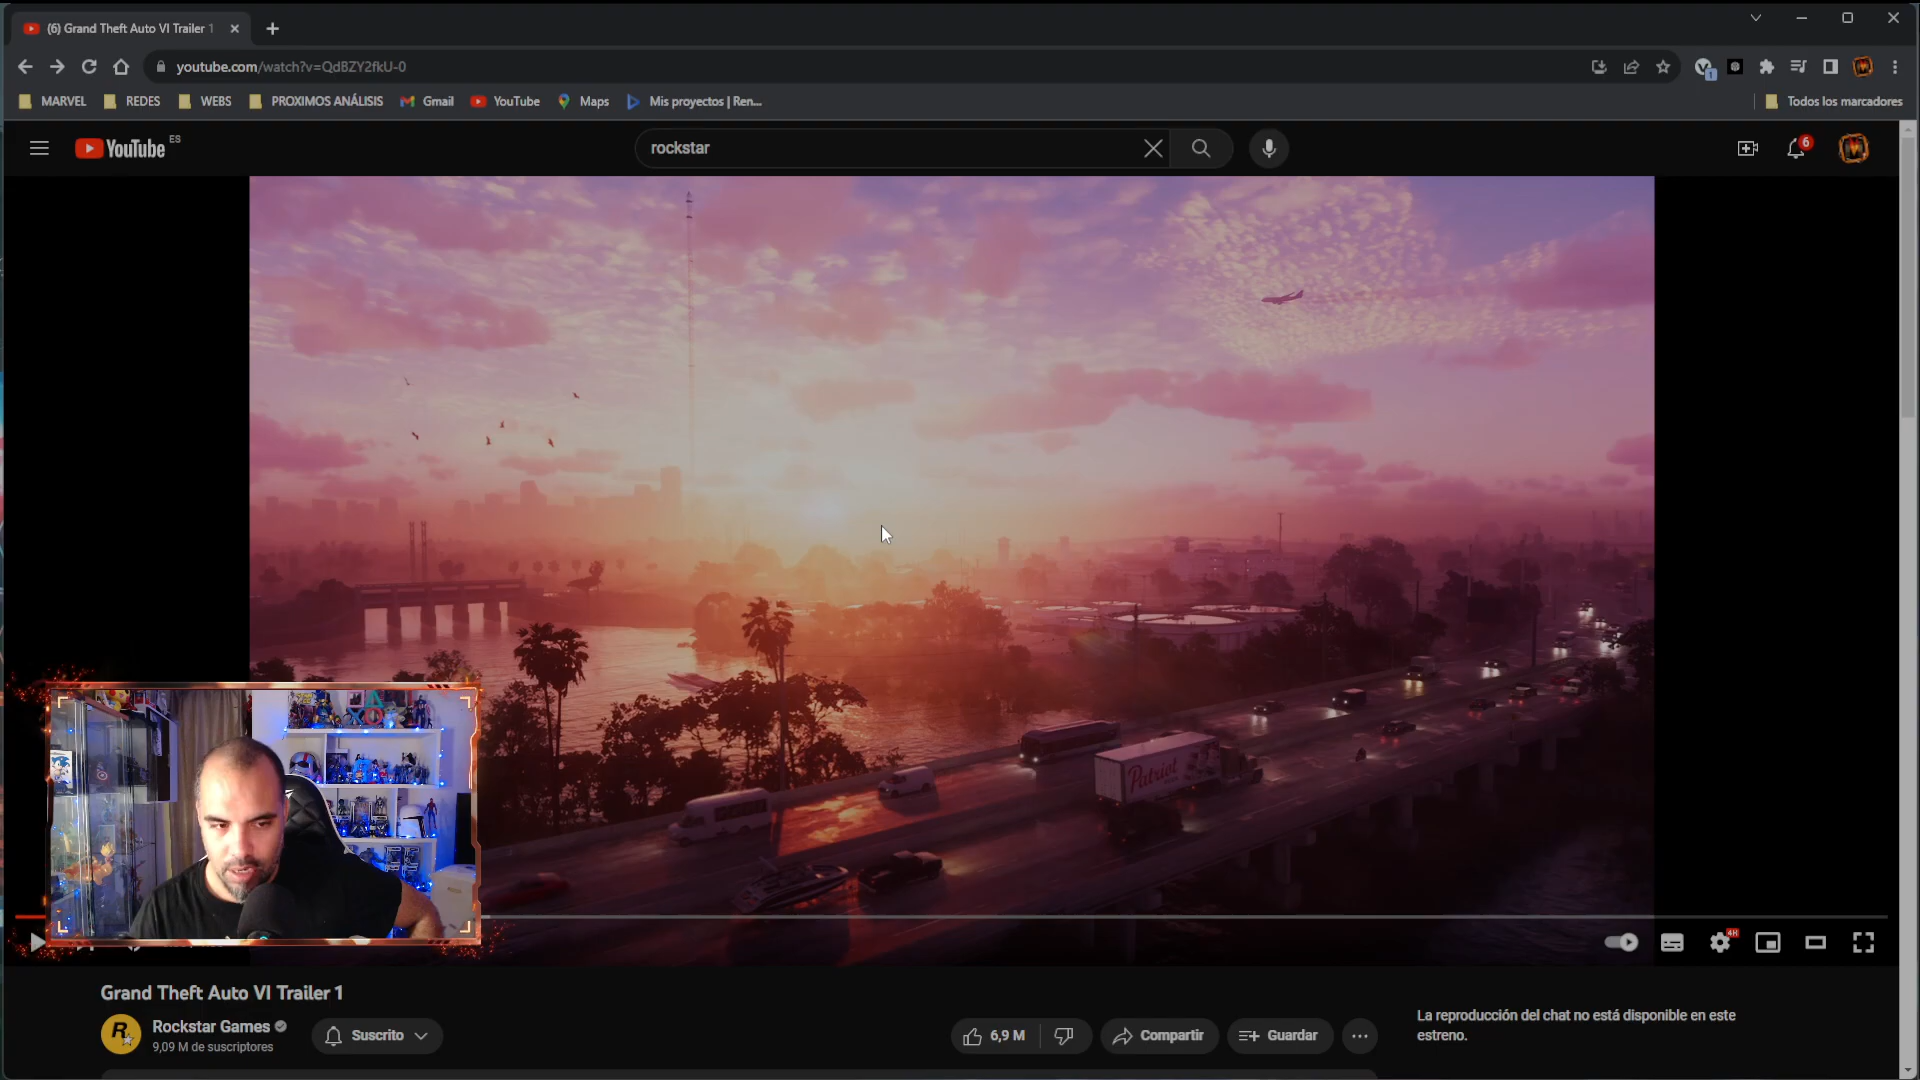 (6) Grand Theft Auto VI Trailer 1
youtube.com/watch?v=QdBZY2fkU-0
1
MARVEL
REDES
WEBS
PROXIMOS ANÁLISIS
Gmail
YouTube
Maps
Mis proyectos | Ren...
Todos los marcadores
YouTube ES
rockstar
6
Patriot
4K
Grand Theft Auto VI Trailer 1
R
Rockstar Games
9,09 M de suscriptores
Suscrito
6,9 M
Compartir
Guardar
La reproducción del chat no está disponible en este
estreno.